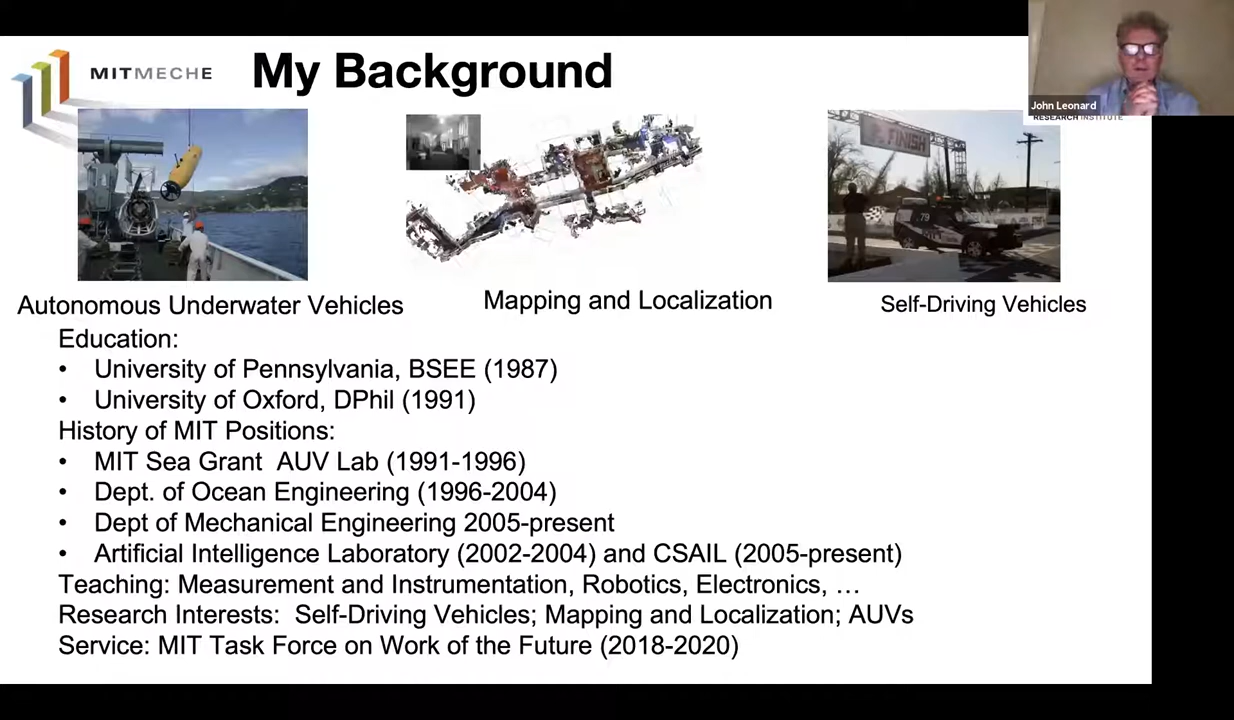 MITMECHE
My Background
John Leonard
RESEARCH INSTITUTE
FINISH
79
Autonomous Underwater Vehicles
Mapping and Localization
Self-Driving Vehicles
Education:
• University of Pennsylvania, BSEE (1987)
• University of Oxford, DPhil (1991)
History of MIT Positions:
• MIT Sea Grant AUV Lab (1991-1996)
• Dept. of Ocean Engineering (1996-2004)
• Dept of Mechanical Engineering 2005-present
• Artificial Intelligence Laboratory (2002-2004) and CSAIL (2005-present)
Teaching: Measurement and Instrumentation, Robotics, Electronics, …
Research Interests: Self-Driving Vehicles; Mapping and Localization; AUVs
Service: MIT Task Force on Work of the Future (2018-2020)